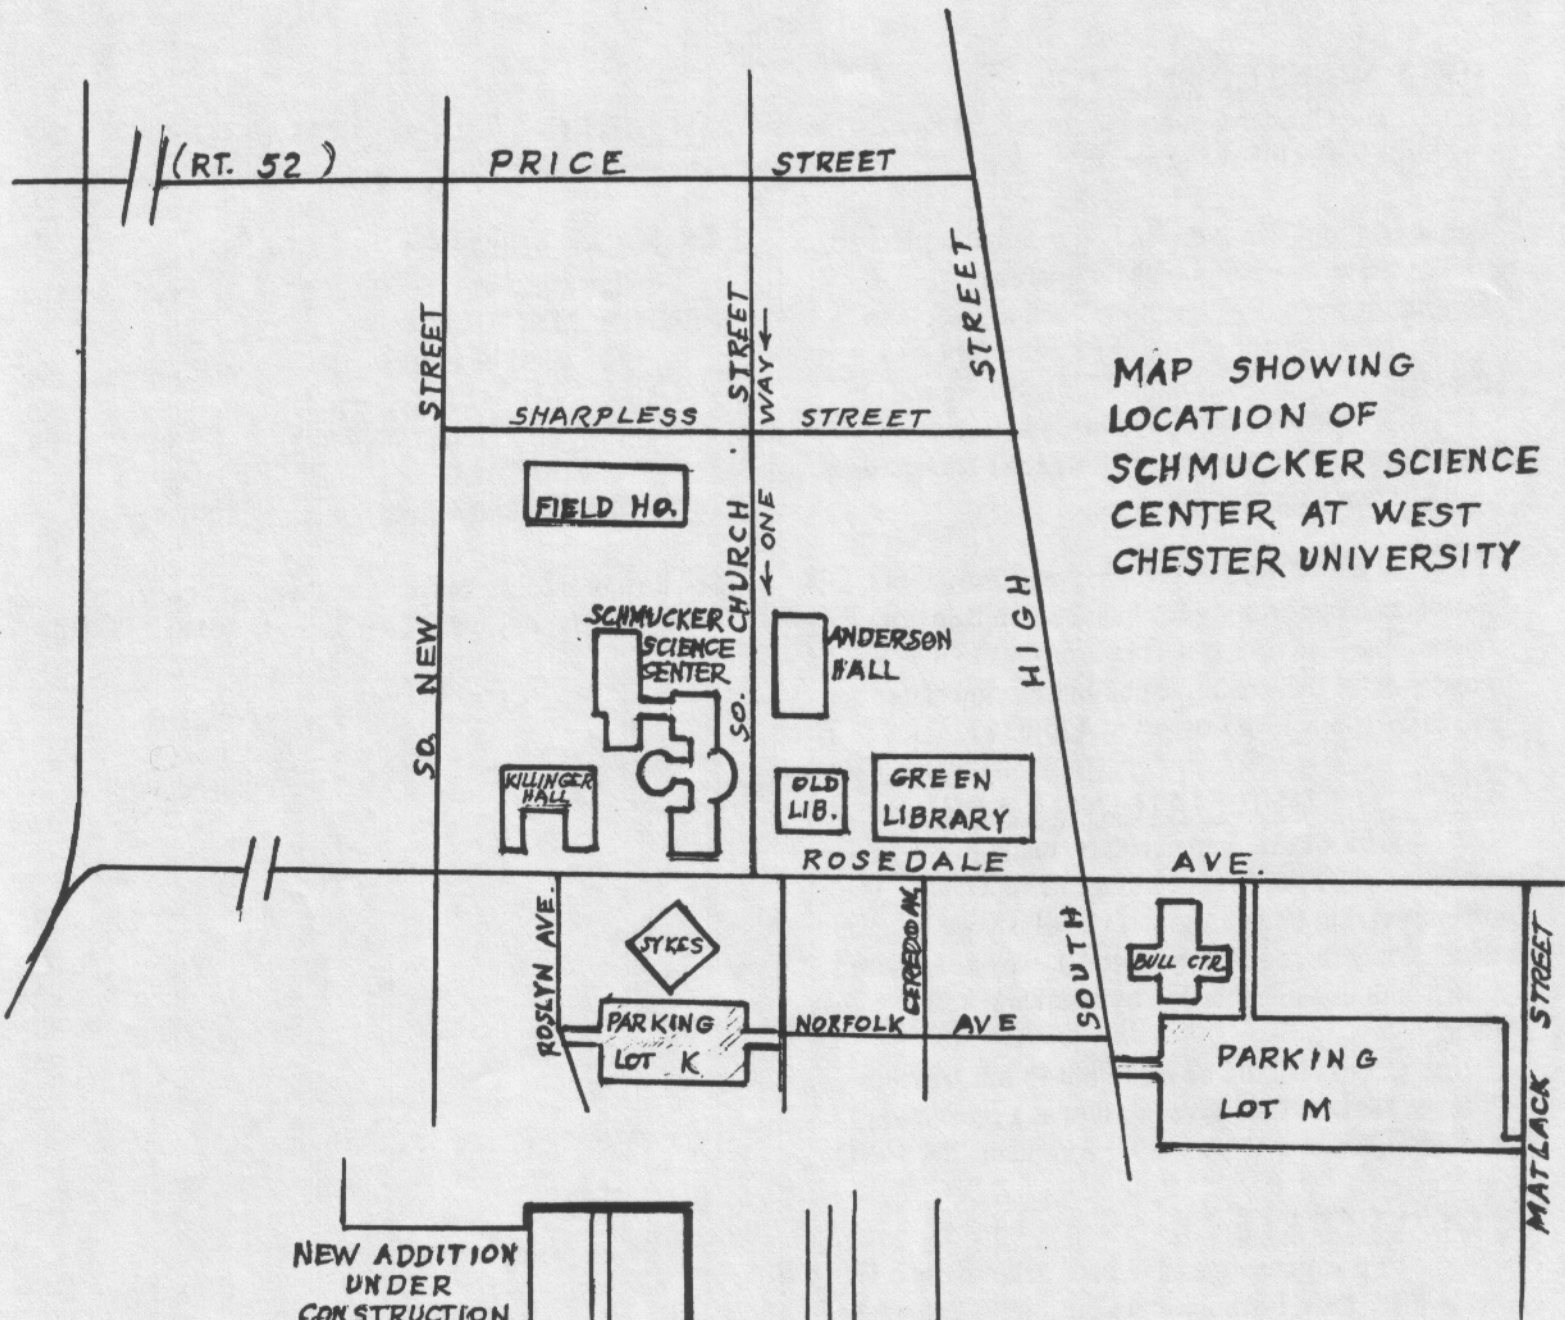 (RT. 52 )
PRICE STREET
STREET
STREET
WAY
STREET
SHARPLESS STREET
MAP SHOWING
LOCATION OF
SCHMUCKER SCIENCE
CENTER AT WEST
CHESTER UNIVERSITY
FIELD HO.
ONE
SO. CHURCH
SO. NEW
HIGH
SCHMUCKER
SCIENCE
CENTER
ANDERSON
HALL
KILLINGER
HALL
OLD
LIB.
GREEN
LIBRARY
ROSEDALE AVE.
ROSLYN AVE.
SYKES
SOUTH
BULL CTR.
MATLACK STREET
PARKING
LOT K
NORFOLK AVE
PARKING
LOT M
NEW ADDITION
UNDER
CONSTRUCTION